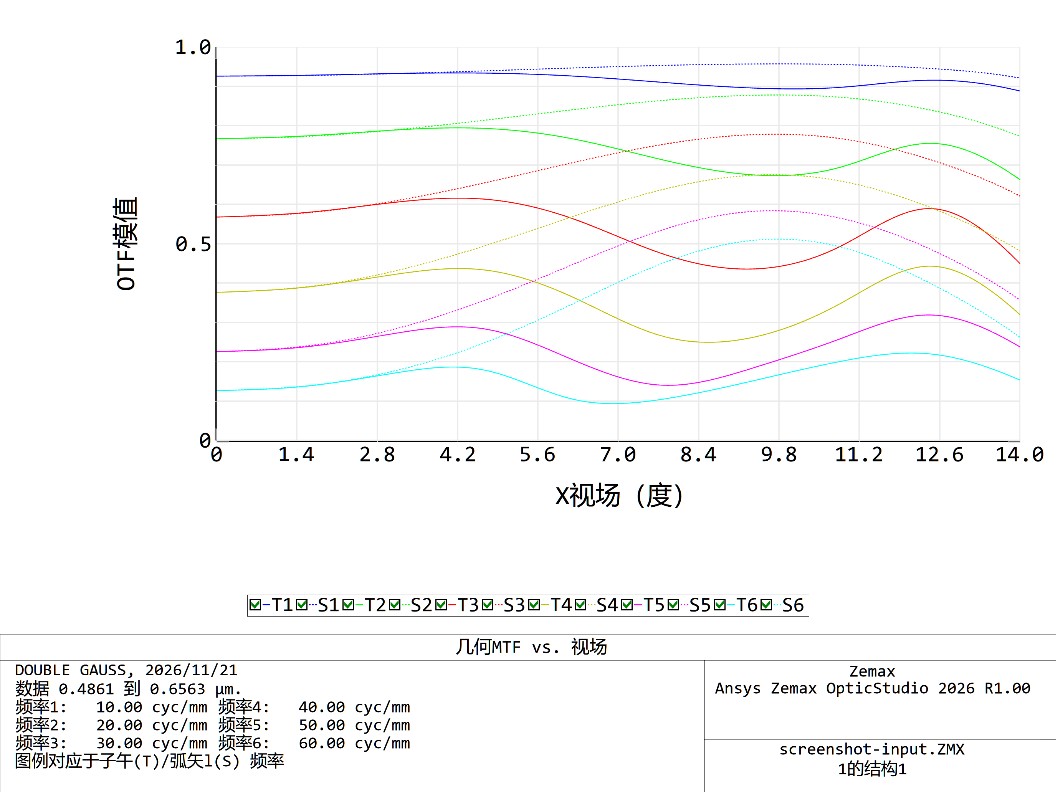 1.0
0.5
0
OTF模值
0 1.4 2.8 4.2 5.6 7.0 8.4 9.8 11.2 12.6 14.0
X视场（度）
T1 S1 T2 S2 T3 S3 T4 S4 T5 S5 T6 S6
几何MTF vs. 视场
DOUBLE GAUSS, 2026/11/21
数据 0.4861 到 0.6563 µm.
频率1: 10.00 cyc/mm 频率4: 40.00 cyc/mm
频率2: 20.00 cyc/mm 频率5: 50.00 cyc/mm
频率3: 30.00 cyc/mm 频率6: 60.00 cyc/mm
图例对应于子午(T)/弧矢l(S) 频率
Zemax
Ansys Zemax OpticStudio 2026 R1.00
screenshot-input.ZMX
1的结构1